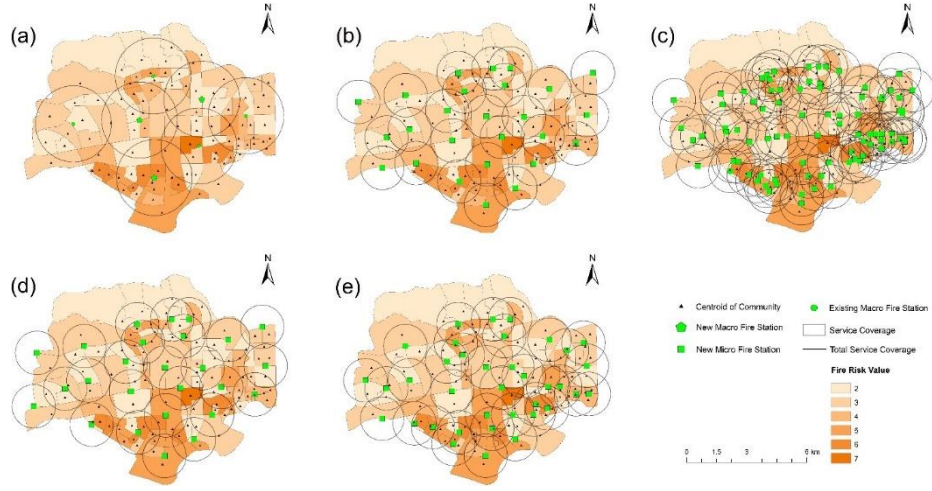 (a)
N
(b)
N
(c)
N
(d)
N
(e)
N
Centroid of Community
Existing Macro Fire Station
New Macro Fire Station
Service Coverage
New Micro Fire Station
Total Service Coverage
Fire Risk Value
2
3
4
5
6
7
0 1.5 3 6 km